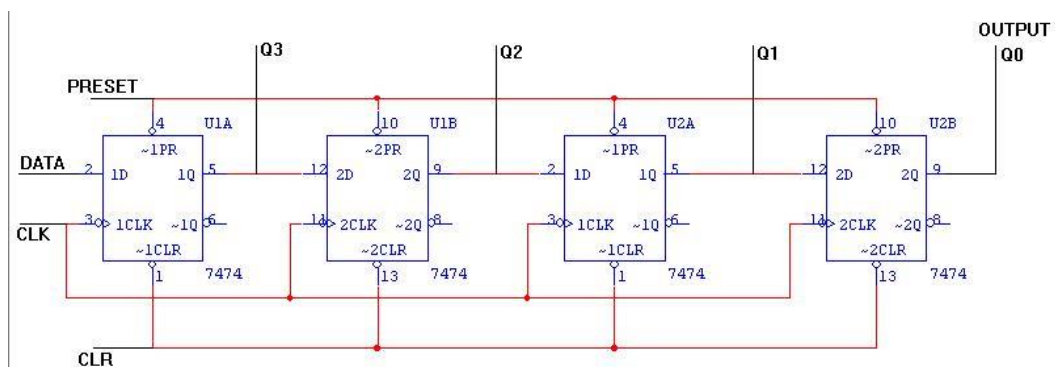 OUTPUT
Q3
Q2
Q1
Q0
PRESET
4 U1A
10 U1B
4 U2A
10 U2B
~1PR
~2PR
~1PR
~2PR
DATA 2 1D 1Q 5
12 2D 2Q 9
2 1D 1Q 5
12 2D 2Q 9
CLK 3 1CLK ~1Q 6
11 2CLK ~2Q 8
3 1CLK ~1Q 6
11 2CLK ~2Q 8
~1CLR
~2CLR
~1CLR
~2CLR
1 7474
13 7474
1 7474
13 7474
CLR